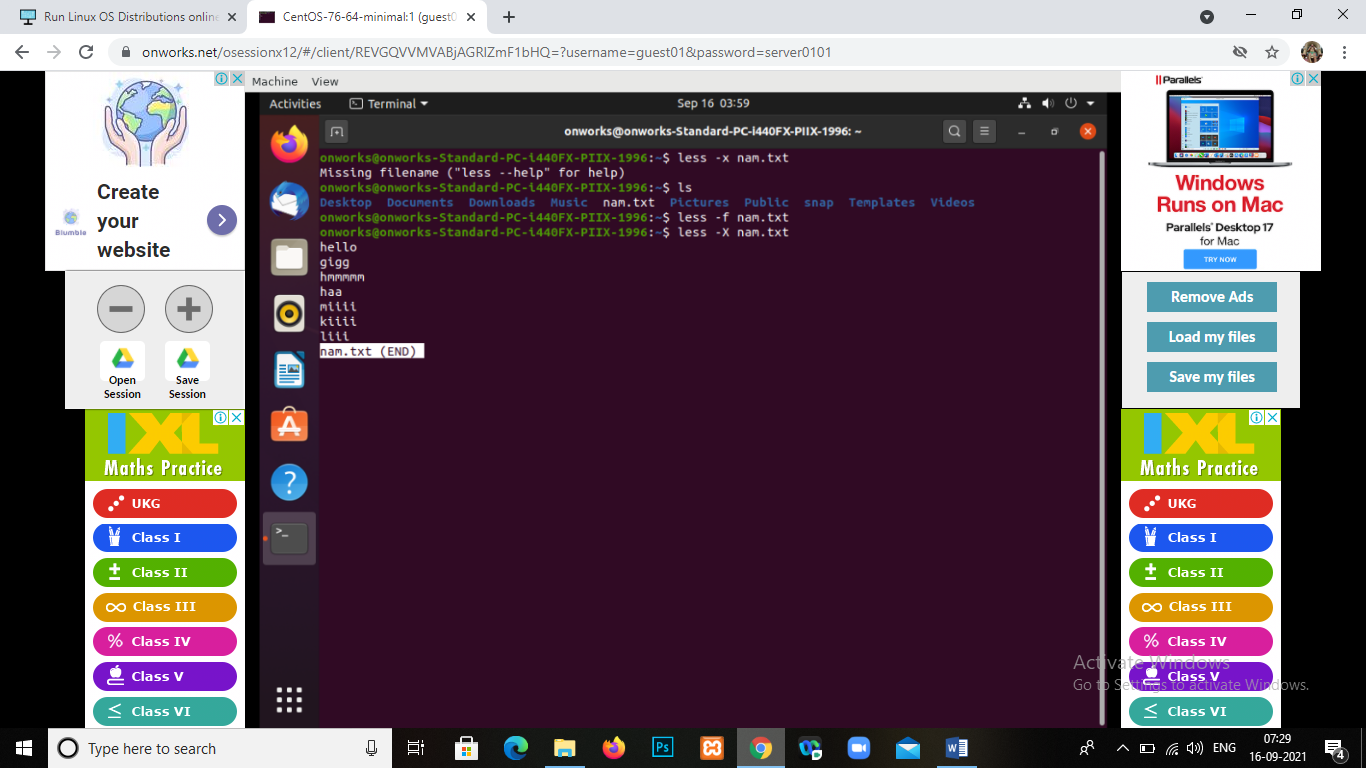 Run Linux OS Distributions online
CentOS-76-64-minimal:1 (guest0
onworks.net/osessionx12/#/client/REVGQVVMVABjAGRlZmF1bHQ=?username=guest01&password=server0101
Machine View
Activities
Terminal
Sep 16 03:59
onworks@onworks-Standard-PC-i440FX-PIIX-1996: ~
onworks@onworks-Standard-PC-i440FX-PIIX-1996:~$ less -x nam.txt
Missing filename ("less --help" for help)
onworks@onworks-Standard-PC-i440FX-PIIX-1996:~$ ls
Desktop Documents Downloads Music nam.txt Pictures Public snap Templates Videos
onworks@onworks-Standard-PC-i440FX-PIIX-1996:~$ less -f nam.txt
onworks@onworks-Standard-PC-i440FX-PIIX-1996:~$ less -X nam.txt
hello
gigg
hmmmmm
haa
miiii
kiiii
liii
nam.txt (END)
Create
your
website
Blumble
Open
Session
Save
Session
IXL
Maths Practice
UKG
Class I
Class II
Class III
Class IV
Class V
Class VI
Parallels
Windows
Runs on Mac
Parallels Desktop 17
for Mac
TRY NOW
Remove Ads
Load my files
Save my files
IXL
Maths Practice
UKG
Class I
Class II
Class III
Class IV
Class V
Class VI
Activate Windows
Go to Settings to activate Windows.
Type here to search
Ps
ENG
07:29
16-09-2021
4